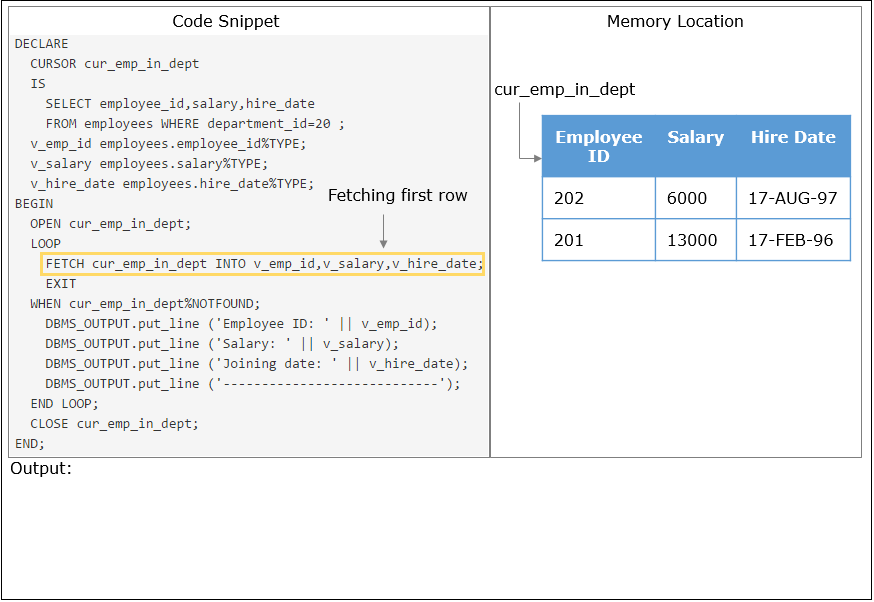 Code Snippet
DECLARE
CURSOR cur_emp_in_dept
IS
SELECT employee_id,salary,hire_date
FROM employees WHERE department_id=20 ;
v_emp_id employees.employee_id%TYPE;
v_salary employees.salary%TYPE;
v_hire_date employees.hire_date%TYPE;
Fetching first row
BEGIN
OPEN cur_emp_in_dept;
LOOP
FETCH cur_emp_in_dept INTO v_emp_id,v_salary,v_hire_date;
EXIT
WHEN cur_emp_in_dept%NOTFOUND;
DBMS_OUTPUT.put_line ('Employee ID: ' || v_emp_id);
DBMS_OUTPUT.put_line ('Salary: ' || v_salary);
DBMS_OUTPUT.put_line ('Joining date: ' || v_hire_date);
DBMS_OUTPUT.put_line ('----------------------------');
END LOOP;
CLOSE cur_emp_in_dept;
END;
Memory Location
cur_emp_in_dept
Employee ID Salary Hire Date
202 6000 17-AUG-97
201 13000 17-FEB-96
Output: